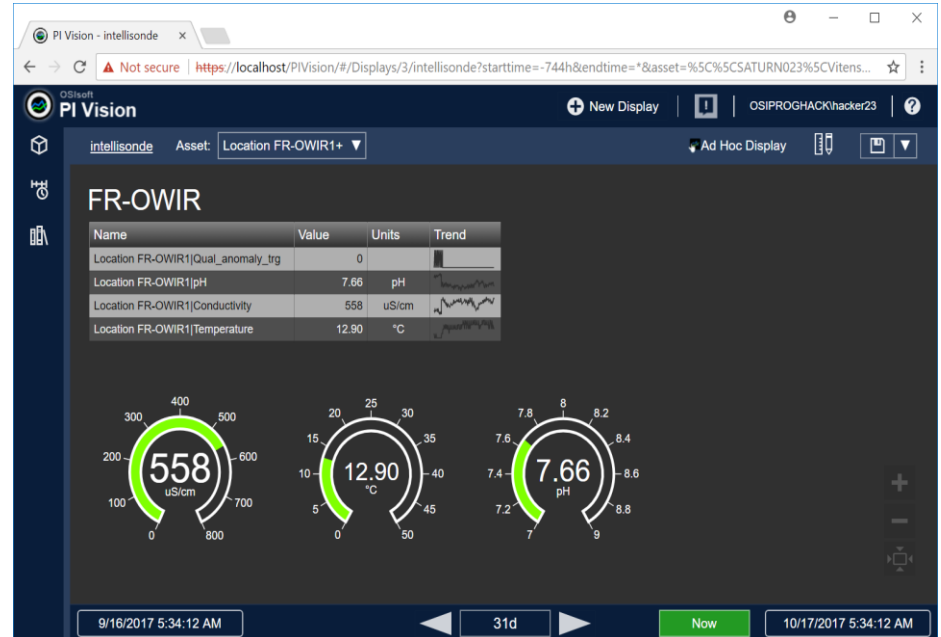 PI Vision - intellisonde
Not secure https://localhost/PIVision/#/Displays/3/intellisonde?starttime=-744h&endtime=*&asset=%5C%5CSATURN023%5CVitens...
OSIsoft
PI Vision
New Display
OSIPROGHACK\hacker23
intellisonde Asset: Location FR-OWIR1+
Ad Hoc Display
FR-OWIR
Name Value Units Trend
Location FR-OWIR1|Qual_anomaly_trg 0
Location FR-OWIR1|pH 7.66 pH
Location FR-OWIR1|Conductivity 558 uS/cm
Location FR-OWIR1|Temperature 12.90 °C
0 100 200 300 400 500 600 700 800
558
uS/cm
0 5 10 15 20 25 30 35 40 45 50
12.90
°C
7 7.2 7.4 7.6 7.8 8 8.2 8.4 8.6 8.8 9
7.66
pH
9/16/2017 5:34:12 AM 31d Now 10/17/2017 5:34:12 AM